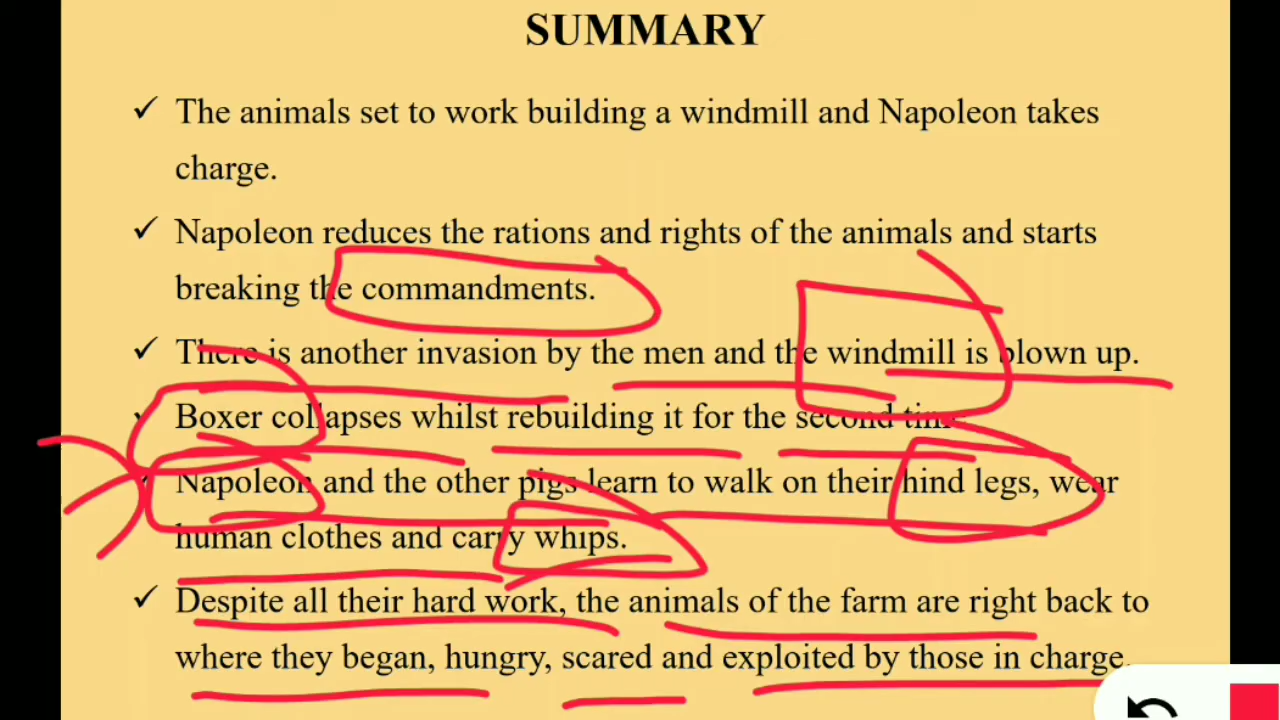 SUMMARY
✓ The animals set to work building a windmill and Napoleon takes
charge.
✓ Napoleon reduces the rations and rights of the animals and starts
breaking the commandments.
✓ There is another invasion by the men and the windmill is blown up.
✓ Boxer collapses whilst rebuilding it for the second time
✓ Napoleon and the other pigs learn to walk on their hind legs, wear
human clothes and carry whips.
✓ Despite all their hard work, the animals of the farm are right back to
where they began, hungry, scared and exploited by those in charge.